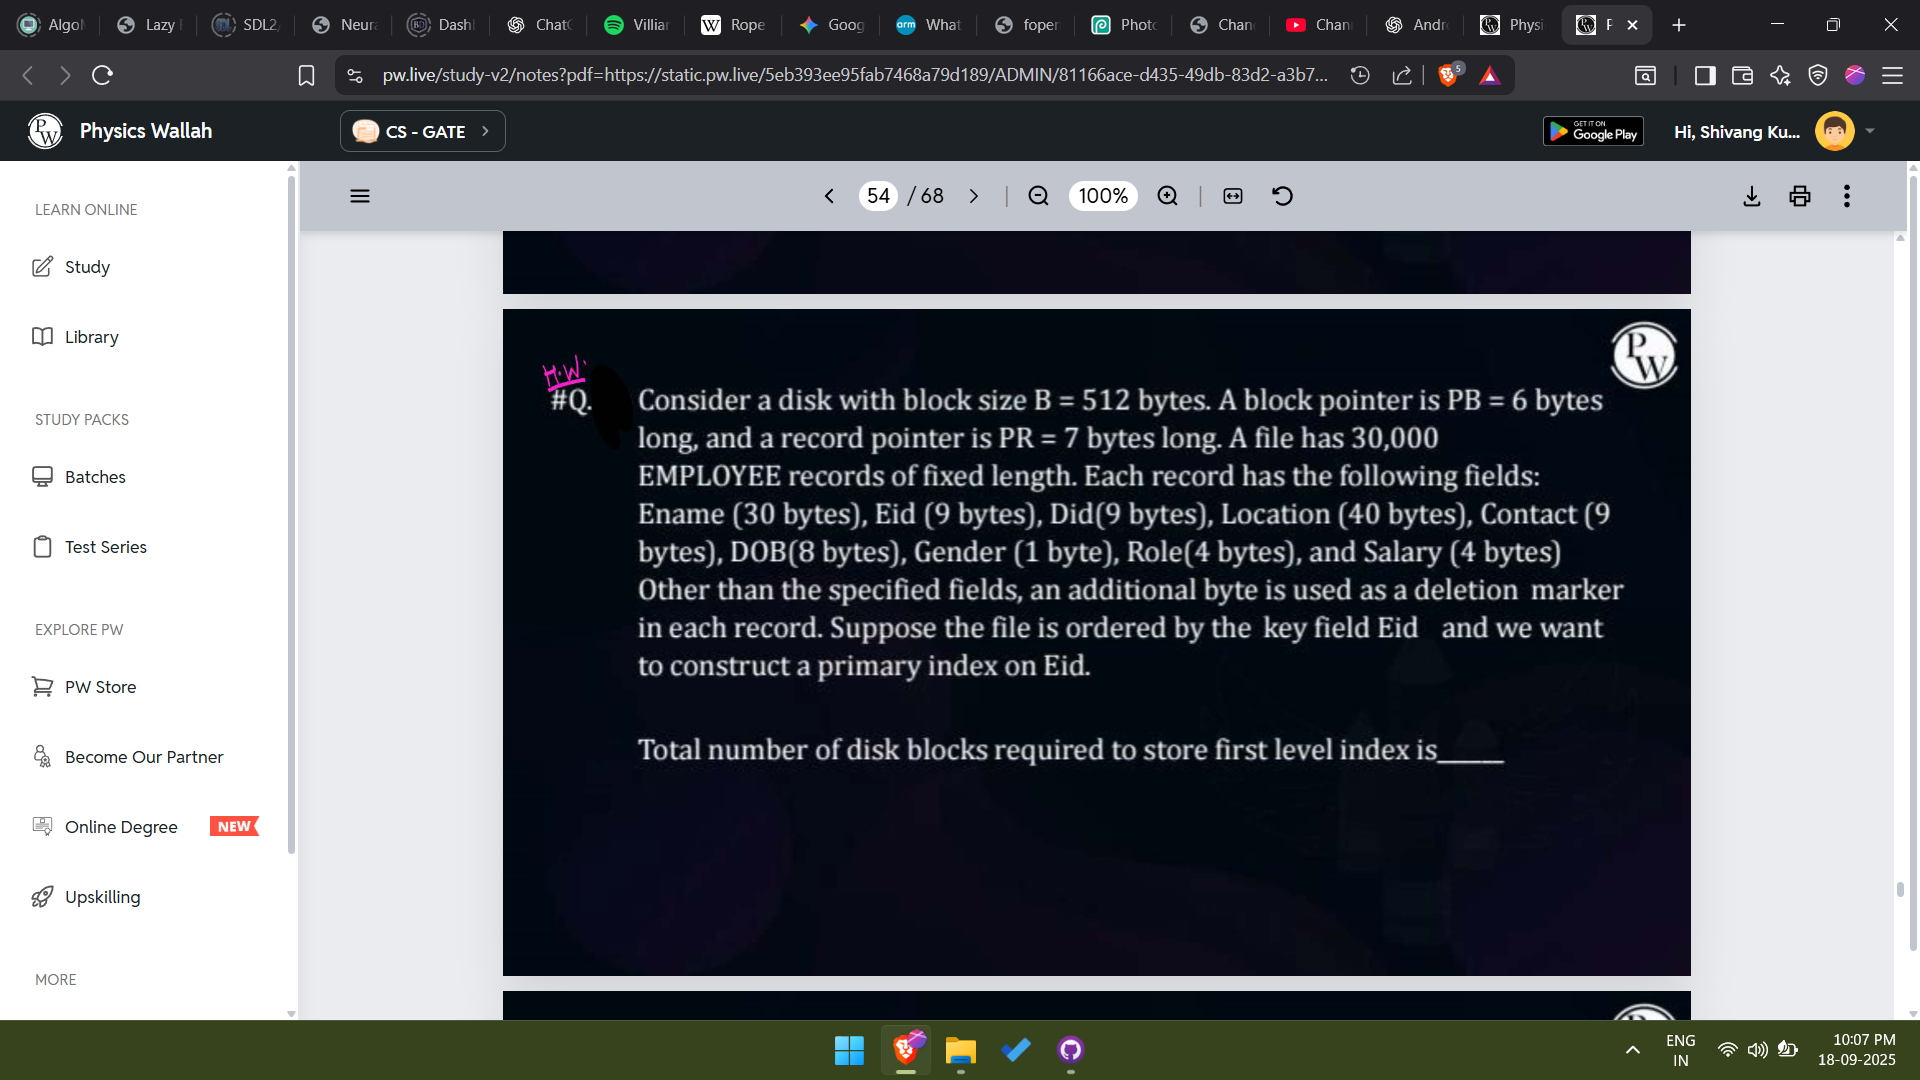 Algo
Lazy
SDL2
Neura
Dash
Chat
Villiar
Rope
Goog
What
foper
Photo
Chan
Chan
Andr
Physi
pw.live/study-v2/notes?pdf=https://static.pw.live/5eb393ee95fab7468a79d189/ADMIN/81166ace-d435-49db-83d2-a3b7...
5
PW
Physics Wallah
CS - GATE
GET IT ON
Google Play
Hi, Shivang Ku...
LEARN ONLINE
Study
Library
STUDY PACKS
Batches
Test Series
EXPLORE PW
PW Store
Become Our Partner
Online Degree NEW
Upskilling
MORE
54 / 68
100%
PW
H.W.
#Q. Consider a disk with block size B = 512 bytes. A block pointer is PB = 6 bytes
long, and a record pointer is PR = 7 bytes long. A file has 30,000
EMPLOYEE records of fixed length. Each record has the following fields:
Ename (30 bytes), Eid (9 bytes), Did(9 bytes), Location (40 bytes), Contact (9
bytes), DOB(8 bytes), Gender (1 byte), Role(4 bytes), and Salary (4 bytes)
Other than the specified fields, an additional byte is used as a deletion marker
in each record. Suppose the file is ordered by the key field Eid and we want
to construct a primary index on Eid.
Total number of disk blocks required to store first level index is_____
ENG
IN
10:07 PM
18-09-2025